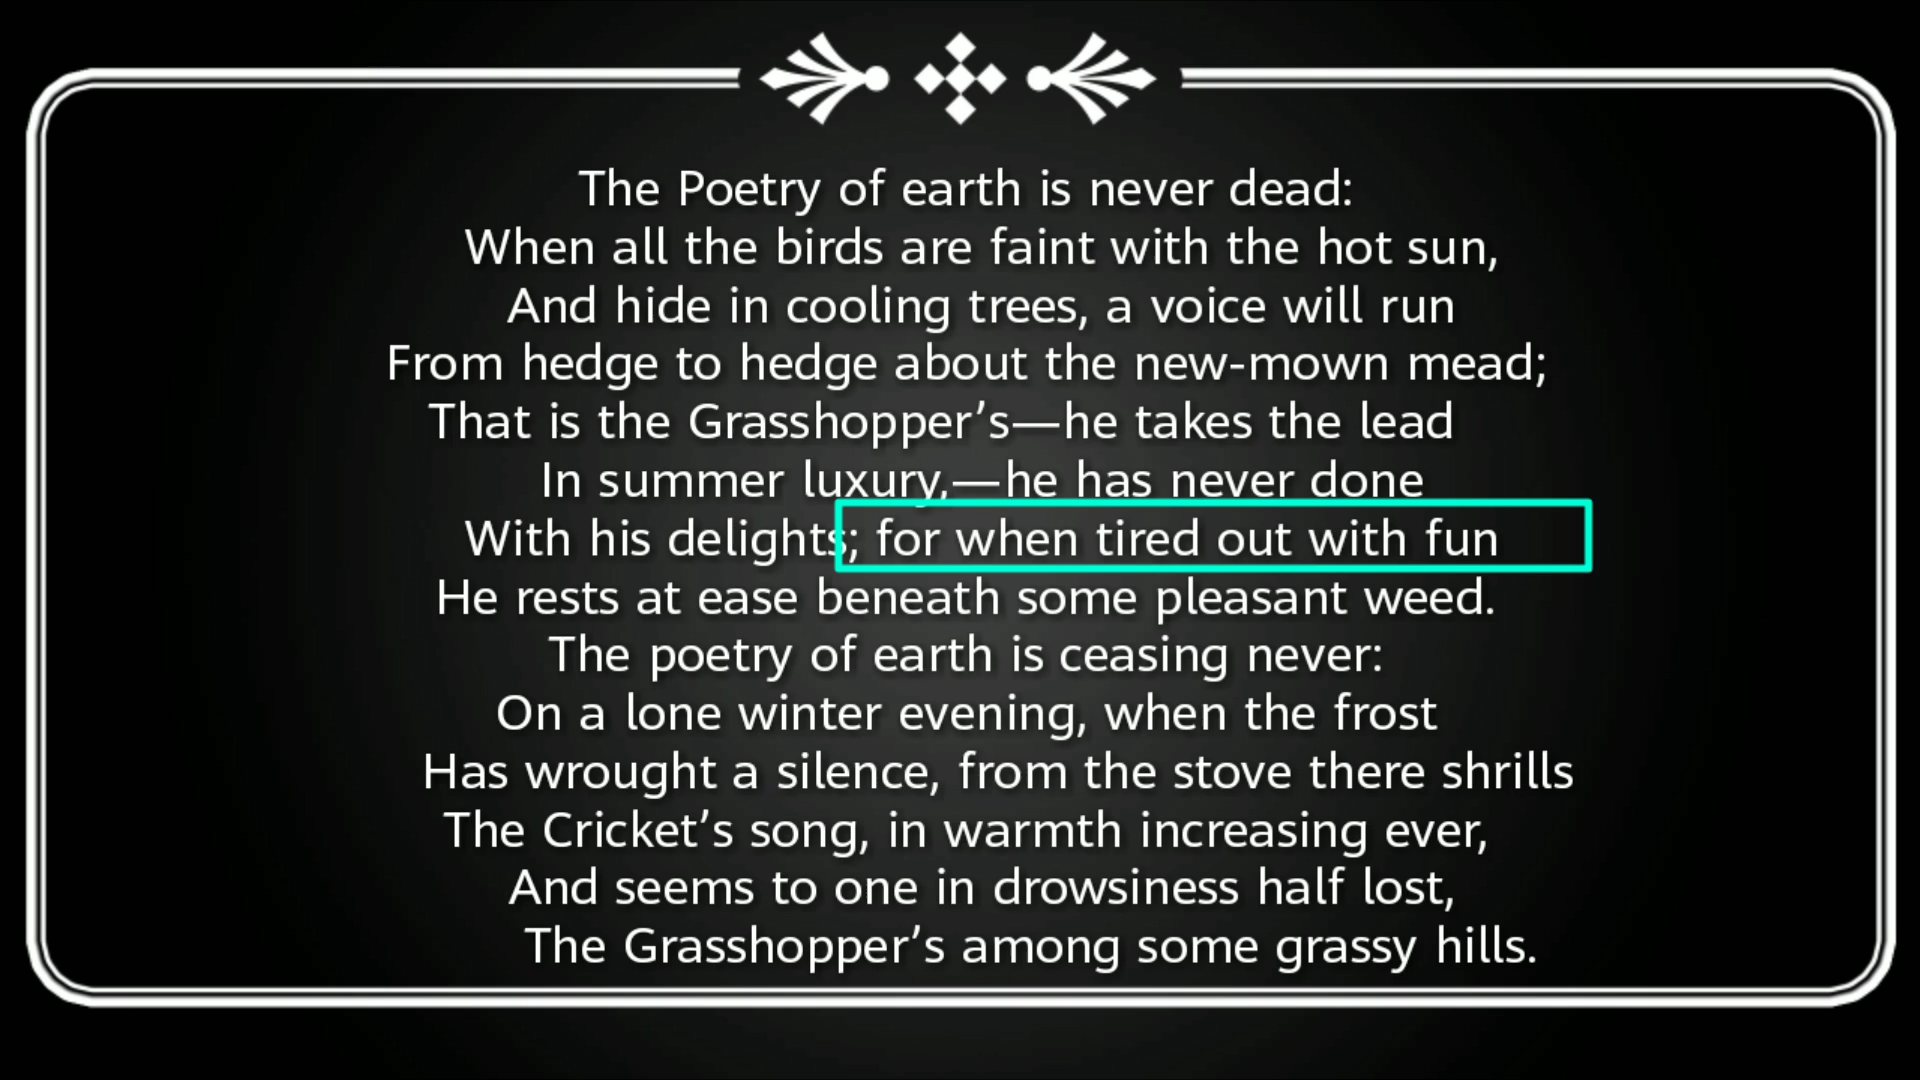 The Poetry of earth is never dead:
When all the birds are faint with the hot sun,
And hide in cooling trees, a voice will run
From hedge to hedge about the new-mown mead;
That is the Grasshopper’s—he takes the lead
In summer luxury,—he has never done
With his delights; for when tired out with fun
He rests at ease beneath some pleasant weed.
The poetry of earth is ceasing never:
On a lone winter evening, when the frost
Has wrought a silence, from the stove there shrills
The Cricket’s song, in warmth increasing ever,
And seems to one in drowsiness half lost,
The Grasshopper’s among some grassy hills.